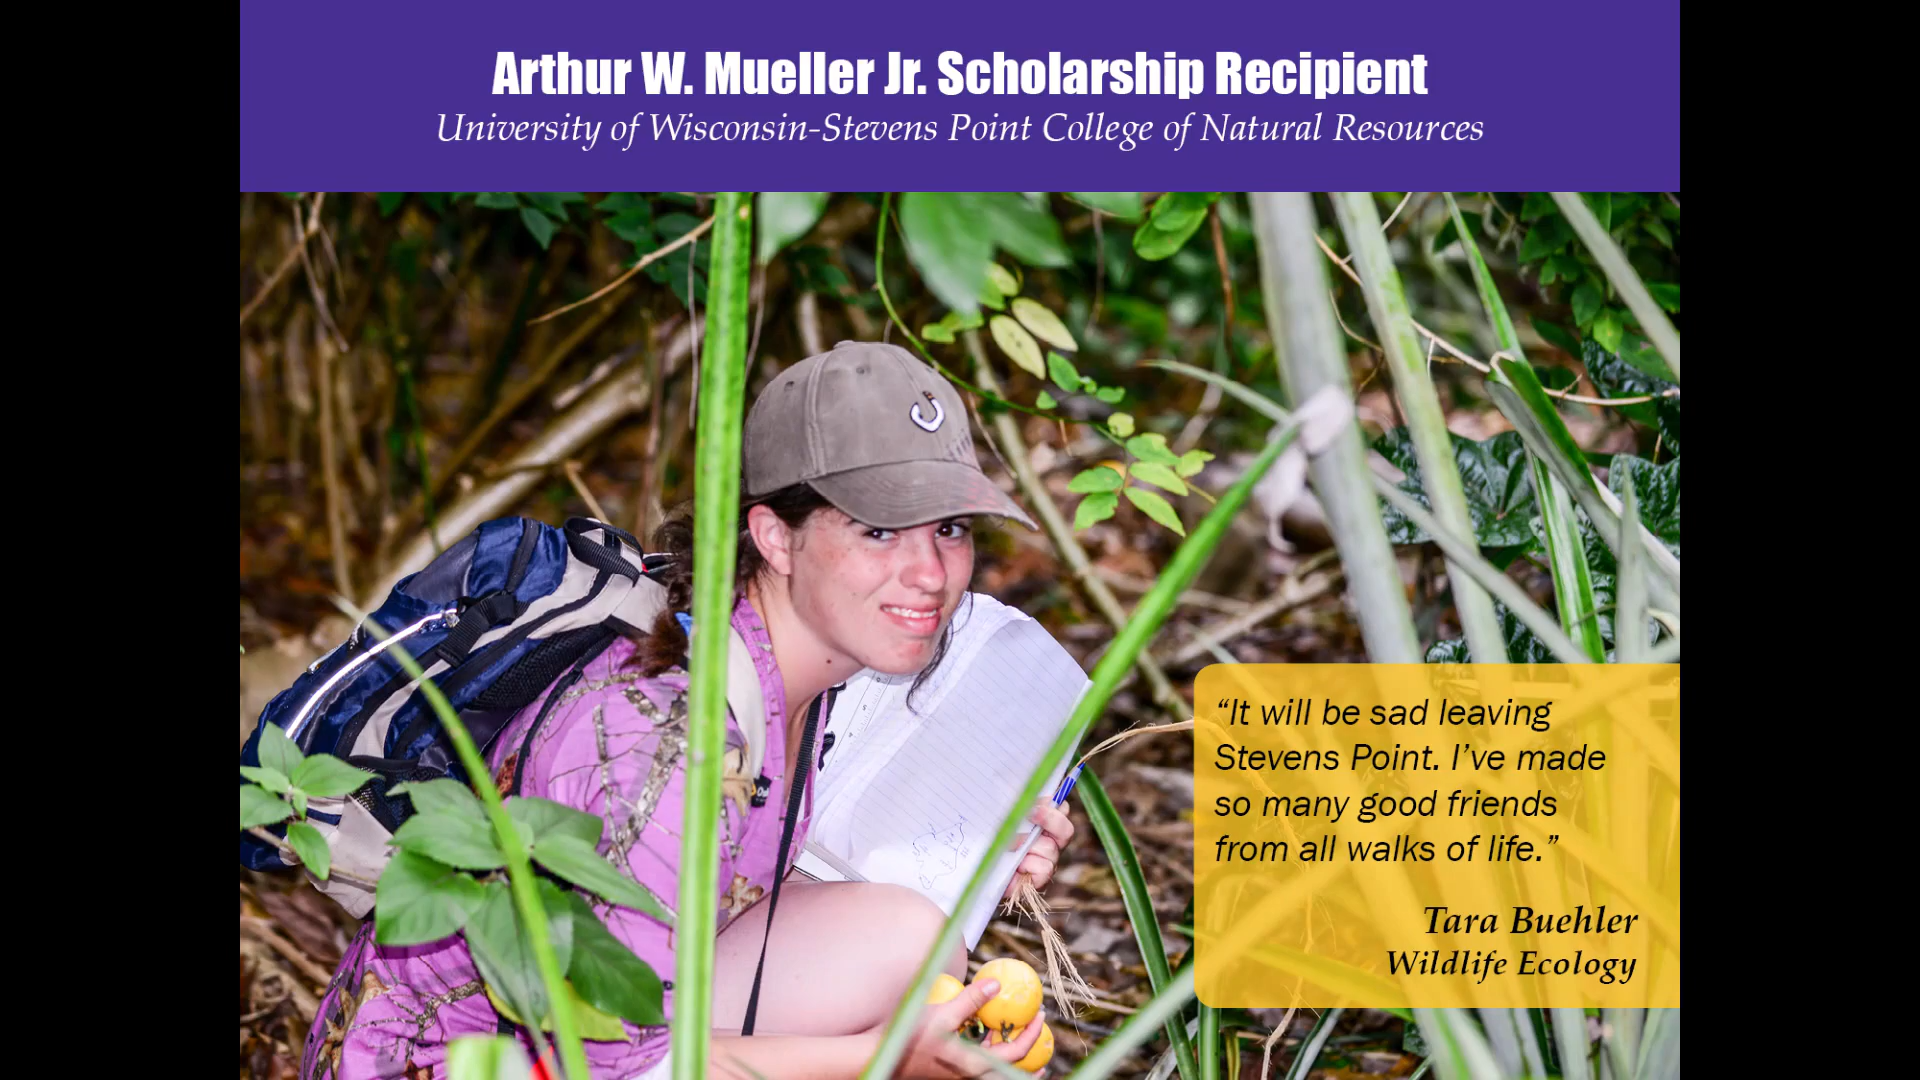 Arthur W. Mueller Jr. Scholarship Recipient
University of Wisconsin-Stevens Point College of Natural Resources
“It will be sad leaving
Stevens Point. I’ve made
so many good friends
from all walks of life.”
Tara Buehler
Wildlife Ecology